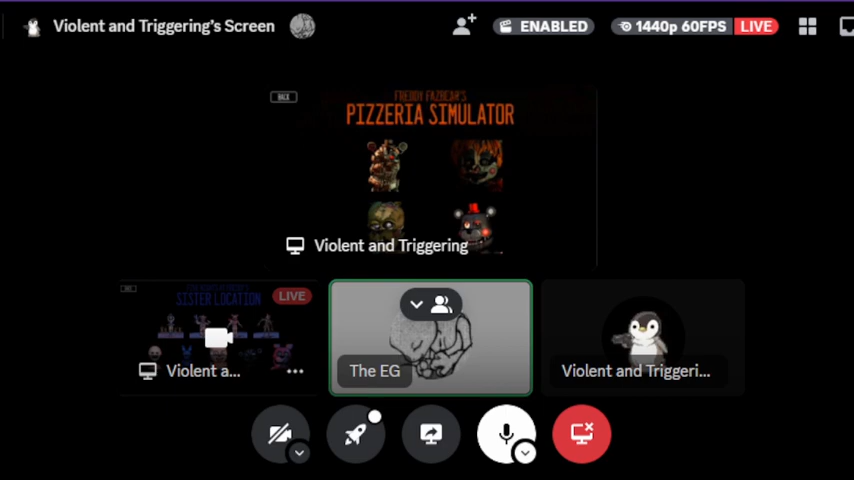 Violent and Triggering's Screen
ENABLED
1440p 60FPS
LIVE
BACK
FREDDY FAZBEAR'S
PIZZERIA SIMULATOR
Violent and Triggering
SISTER LOCATION
LIVE
Violent a...
The EG
Violent and Triggeri...